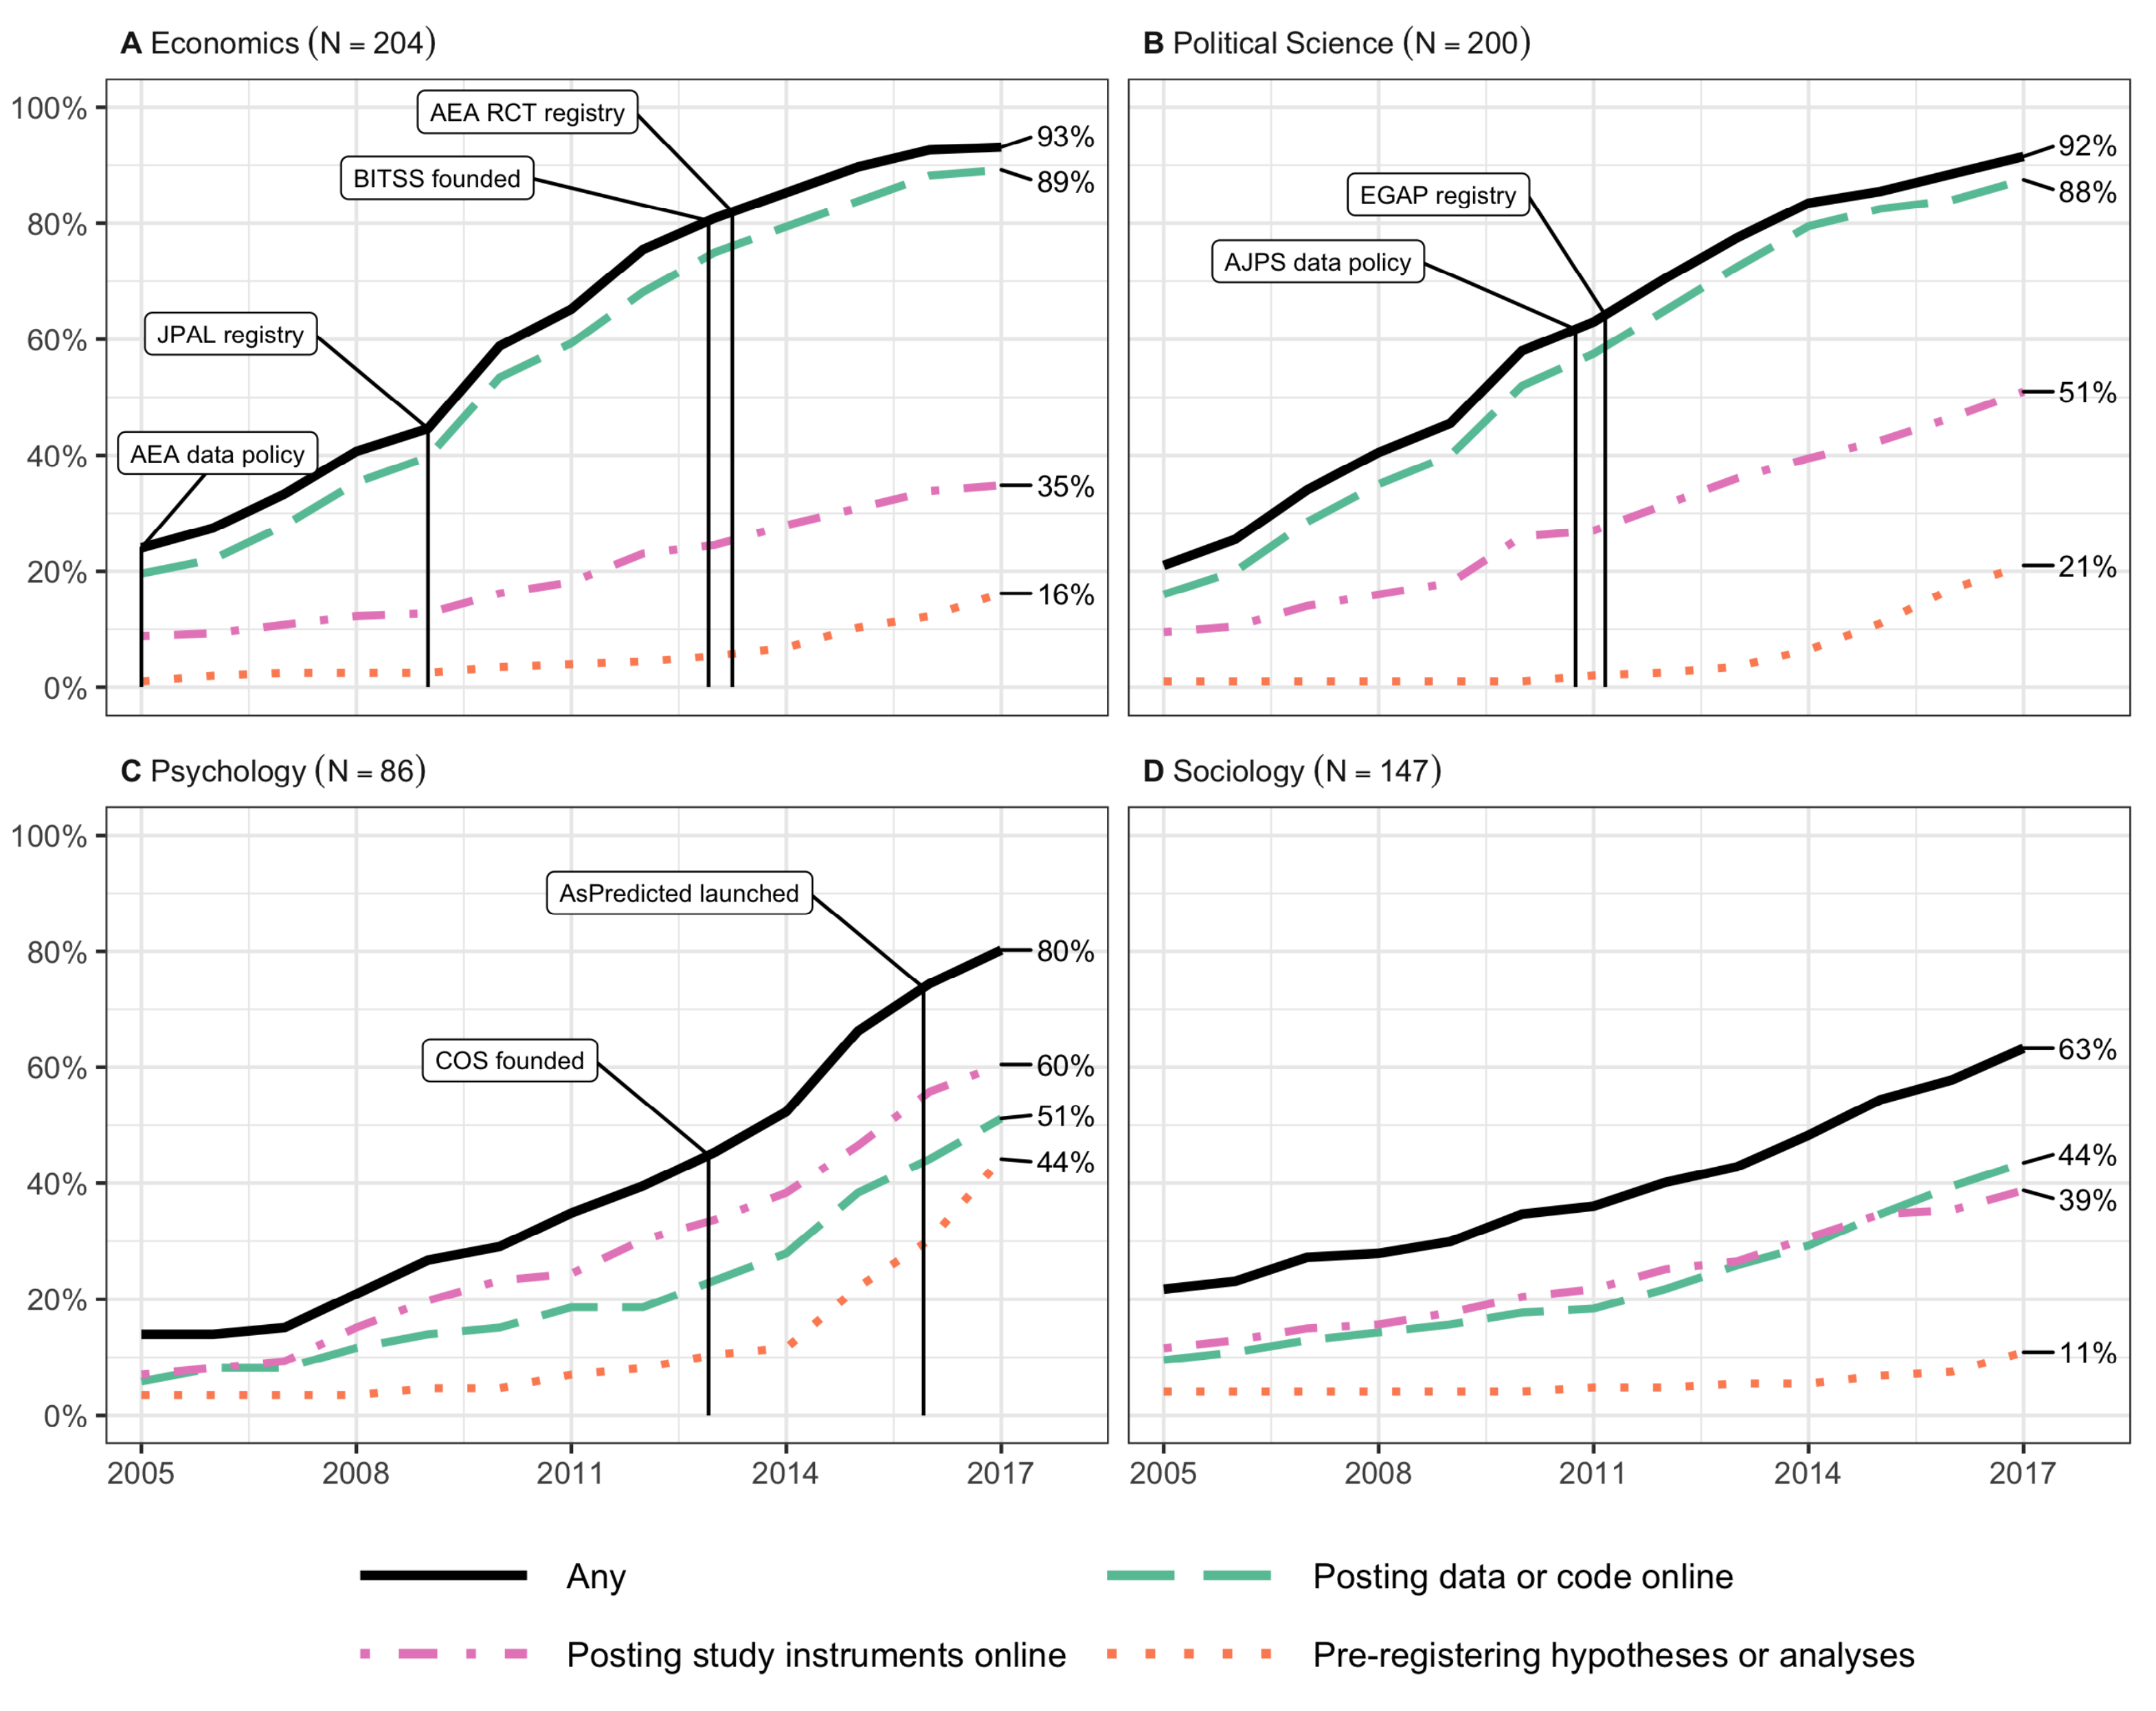 A Economics (N = 204)
B Political Science (N = 200)
100%
80%
60%
40%
20%
0%
AEA RCT registry
BITSS founded
JPAL registry
AEA data policy
93%
89%
35%
16%
EGAP registry
AJPS data policy
92%
88%
51%
21%
C Psychology (N = 86)
D Sociology (N = 147)
100%
80%
60%
40%
20%
0%
AsPredicted launched
COS founded
80%
60%
51%
44%
63%
44%
39%
11%
2005 2008 2011 2014 2017
2005 2008 2011 2014 2017
Any
Posting data or code online
Posting study instruments online
Pre-registering hypotheses or analyses